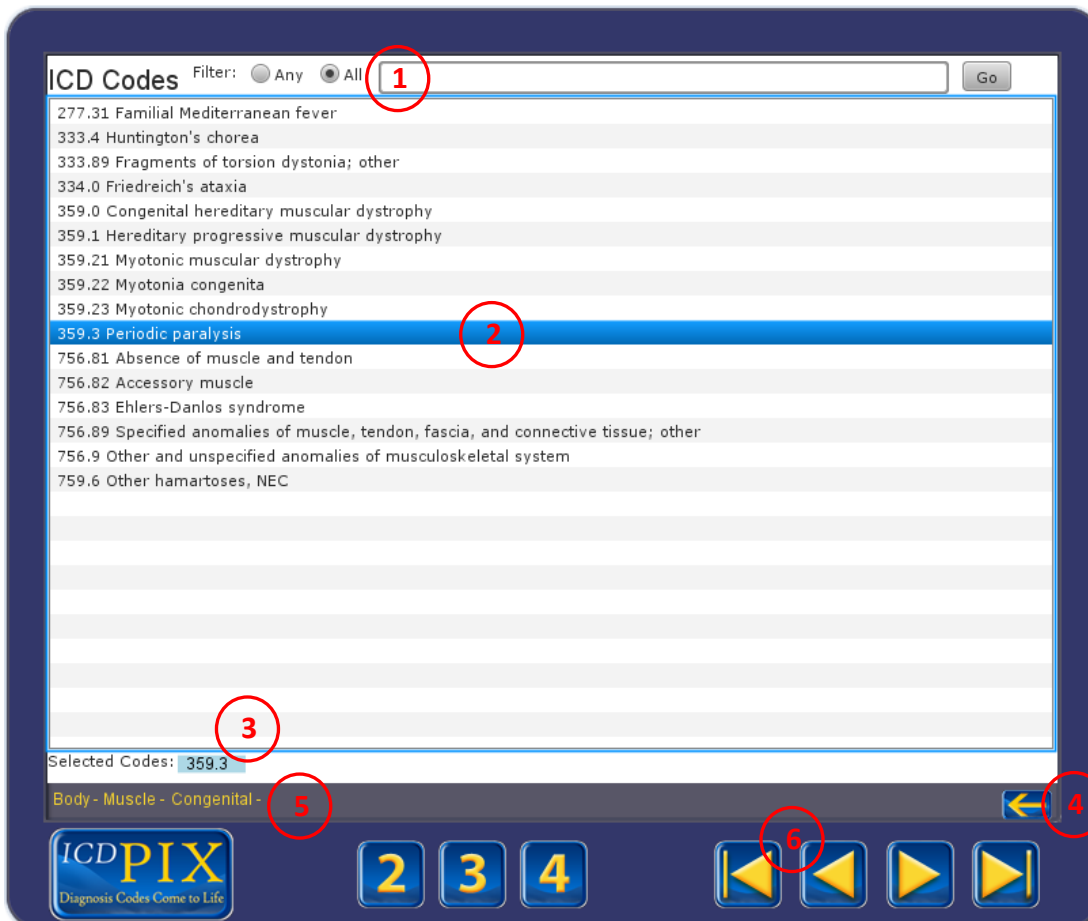 ICD Codes Filter: Any All 1 Go
277.31 Familial Mediterranean fever
333.4 Huntington's chorea
333.89 Fragments of torsion dystonia; other
334.0 Friedreich's ataxia
359.0 Congenital hereditary muscular dystrophy
359.1 Hereditary progressive muscular dystrophy
359.21 Myotonic muscular dystrophy
359.22 Myotonia congenita
359.23 Myotonic chondrodystrophy
359.3 Periodic paralysis 2
756.81 Absence of muscle and tendon
756.82 Accessory muscle
756.83 Ehlers-Danlos syndrome
756.89 Specified anomalies of muscle, tendon, fascia, and connective tissue; other
756.9 Other and unspecified anomalies of musculoskeletal system
759.6 Other hamartoses, NEC
3
Selected Codes: 359.3
Body - Muscle - Congenital - 5 4
6
ICD PIX 2 3 4
Diagnosis Codes Come to Life